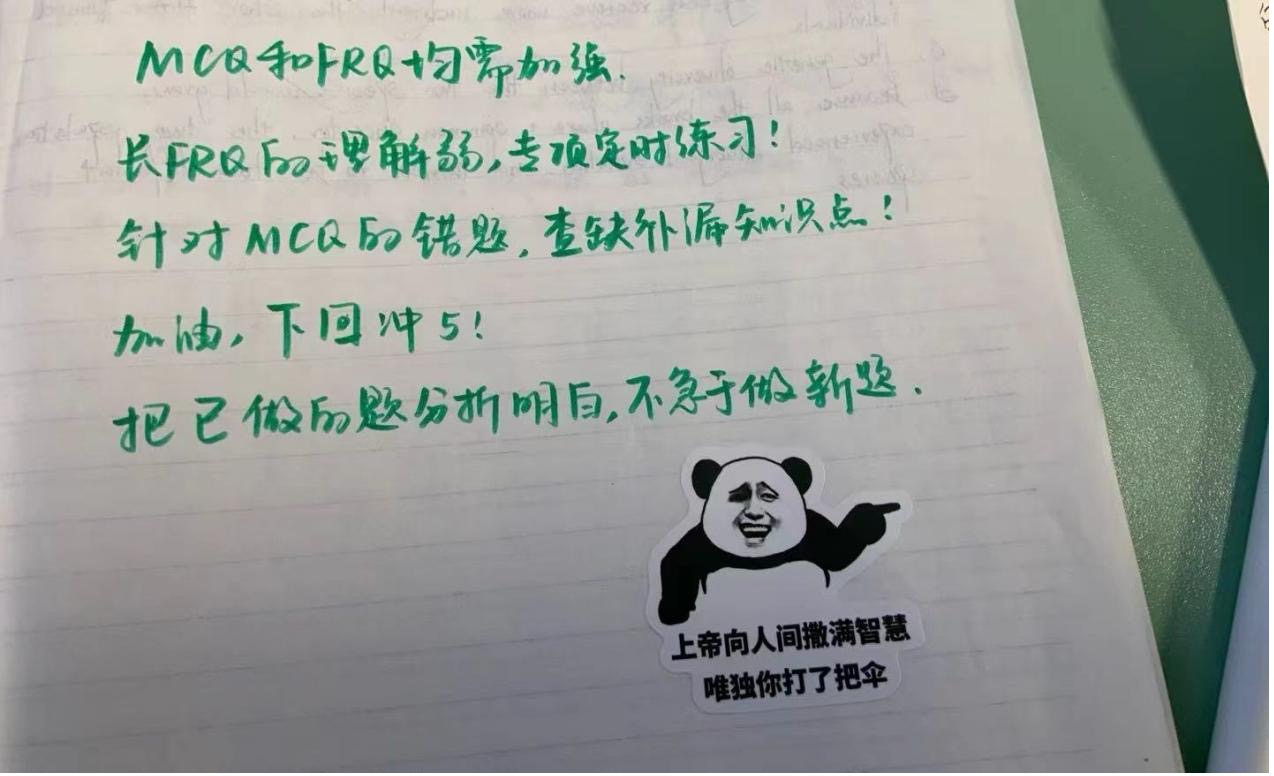 MCQ和FRQ均需加强.
长FRQ的理解弱,专项定时练习!
针对MCQ的错题,查缺补漏知识点!
加油,下回冲5!
把已做的题分析明白,不急于做新题.
上帝向人间撒满智慧
唯独你打了把伞